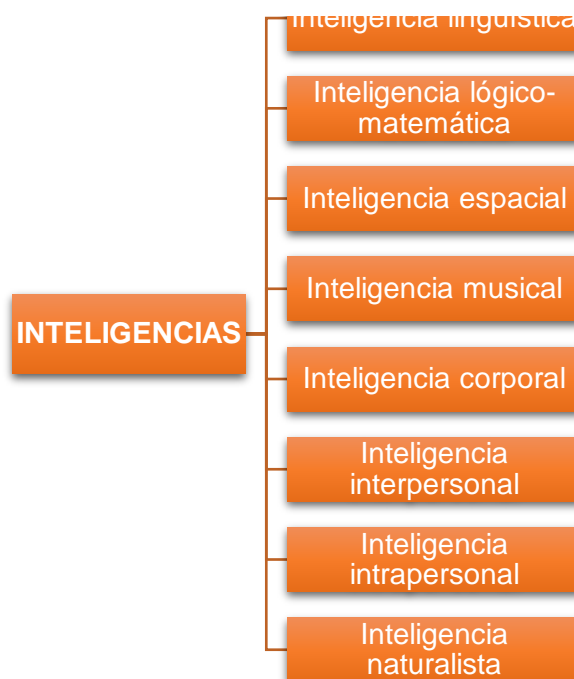 Inteligencia lingüística
Inteligencia lógico-
matemática
Inteligencia espacial
Inteligencia musical
INTELIGENCIAS
Inteligencia corporal
Inteligencia
interpersonal
Inteligencia
intrapersonal
Inteligencia
naturalista